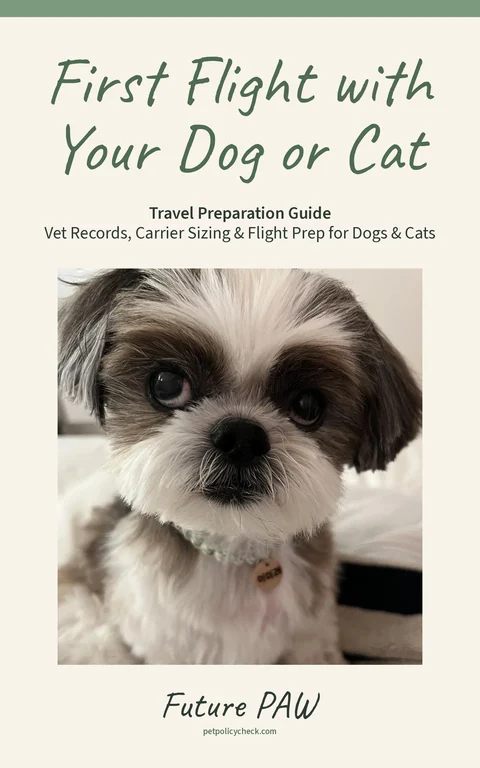 First Flight with
Your Dog or Cat
Travel Preparation Guide
Vet Records, Carrier Sizing & Flight Prep for Dogs & Cats
Future PAW
petpolicycheck.com